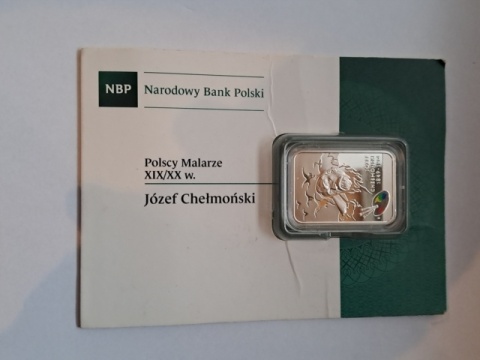 NBP
Narodowy Bank Polski
Polscy Malarze
XIX/XX w.
Józef Chełmoński